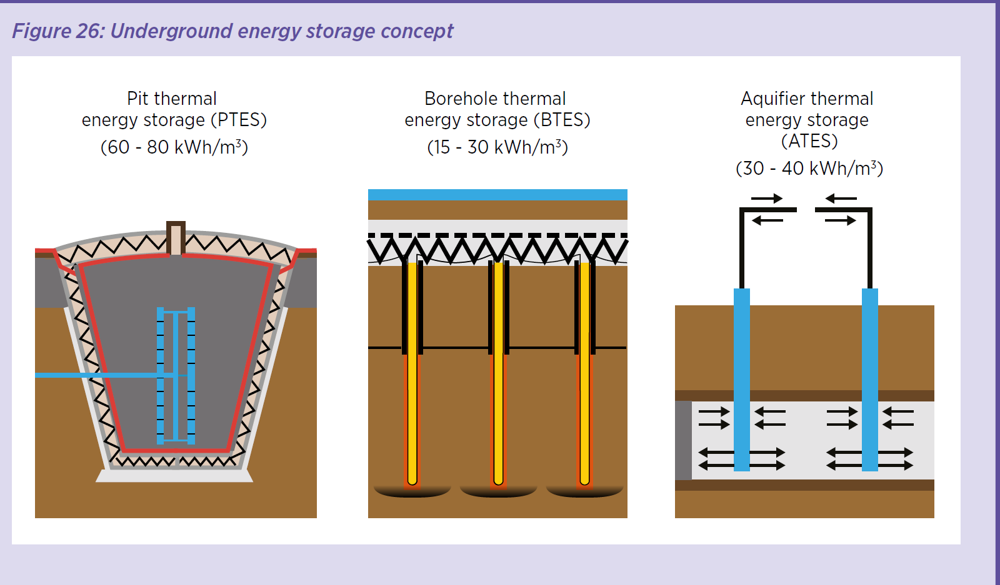 Figure 26: Underground energy storage concept
Pit thermal
energy storage (PTES)
(60 - 80 kWh/m³)
Borehole thermal
energy storage (BTES)
(15 - 30 kWh/m³)
Aquifier thermal
energy storage
(ATES)
(30 - 40 kWh/m³)